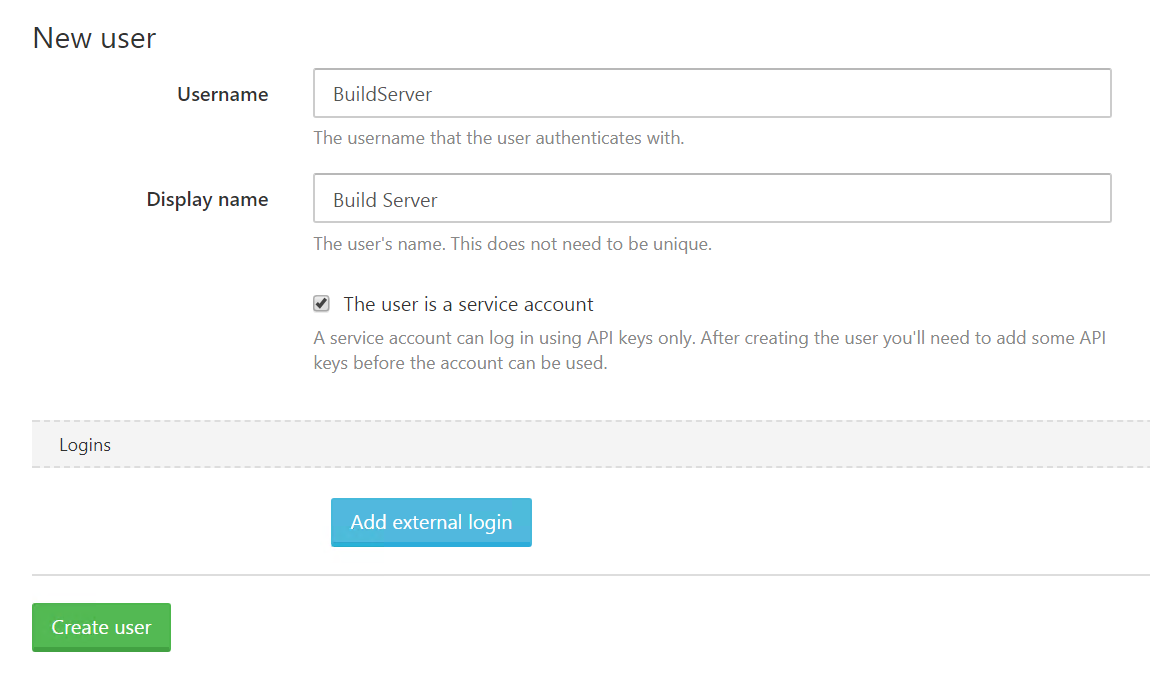 New user
Username
BuildServer
The username that the user authenticates with.
Display name
Build Server
The user's name. This does not need to be unique.
The user is a service account
A service account can log in using API keys only. After creating the user you'll need to add some API
keys before the account can be used.
Logins
Add external login
Create user